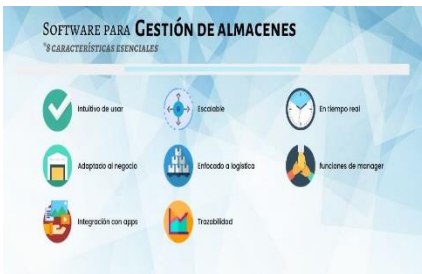 SOFTWARE PARA GESTIÓN DE ALMACENES
*8 CARACTERÍSTICAS ESENCIALES
Intuitivo de usar
Escalable
En tiempo real
Adaptado al negocio
Enfocado a logística
funciones de manager
Integración con apps
Trazabilidad